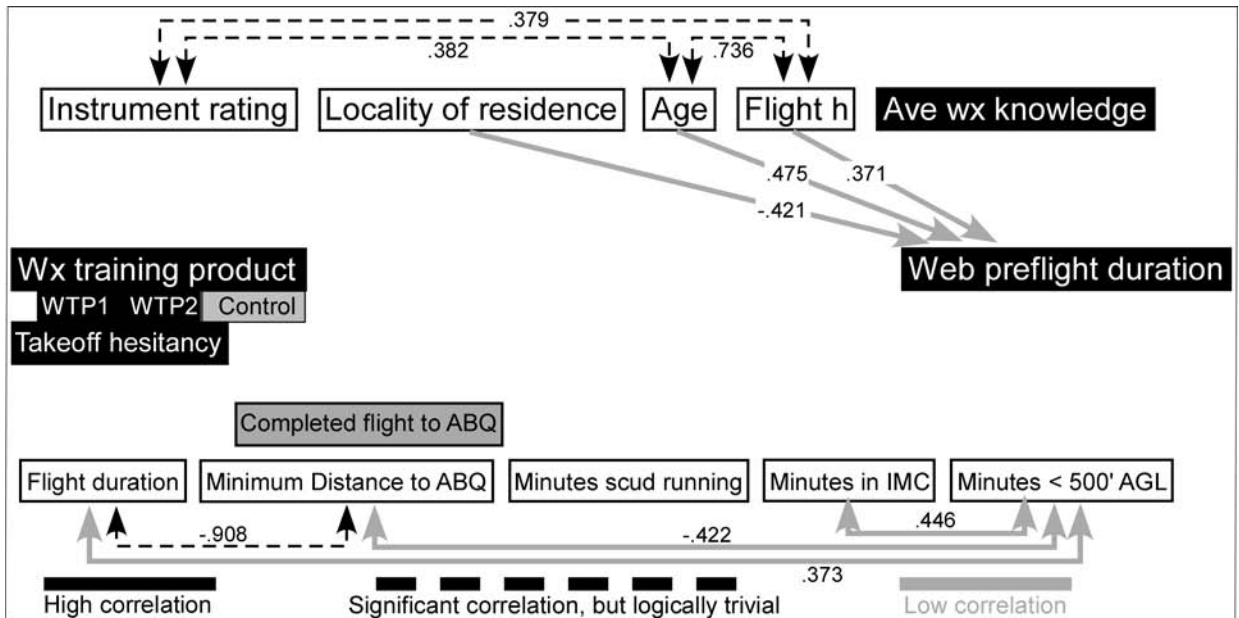 .379
.382
.736
Instrument rating
Locality of residence
Age
Flight h
Ave wx knowledge
.475
.371
-.421
Wx training product
WTP1 WTP2 Control
Takeoff hesitancy
Web preflight duration
Completed flight to ABQ
Flight duration
Minimum Distance to ABQ
Minutes scud running
Minutes in IMC
Minutes < 500' AGL
-.908
-.422
.446
.373
High correlation
Significant correlation, but logically trivial
Low correlation